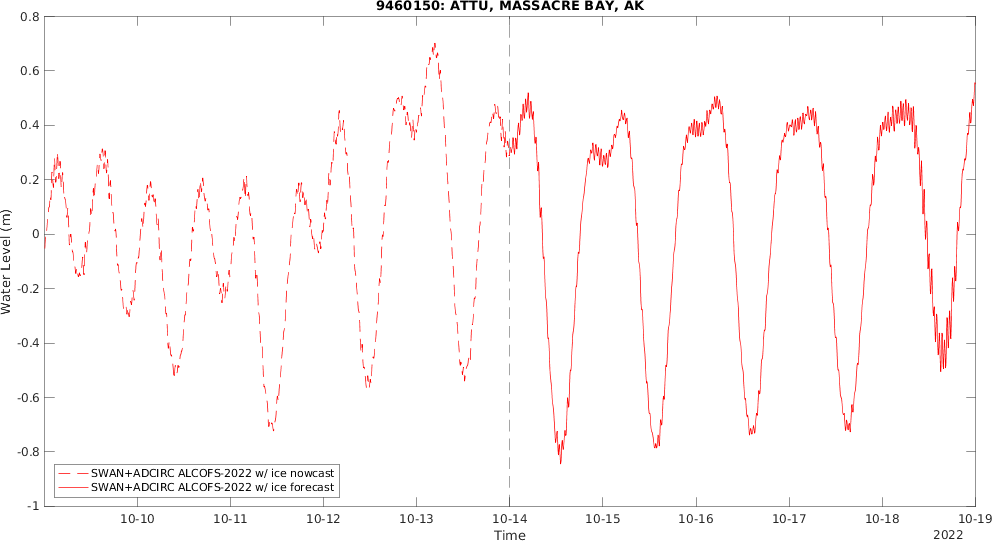 9460150: ATTU, MASSACRE BAY, AK
Water Level (m)
0.8
0.6
0.4
0.2
0
-0.2
-0.4
-0.6
-0.8
-1
SWAN+ADCIRC ALCOFS-2022 w/ ice nowcast
SWAN+ADCIRC ALCOFS-2022 w/ ice forecast
10-10 10-11 10-12 10-13 10-14 10-15 10-16 10-17 10-18 10-19
Time
2022